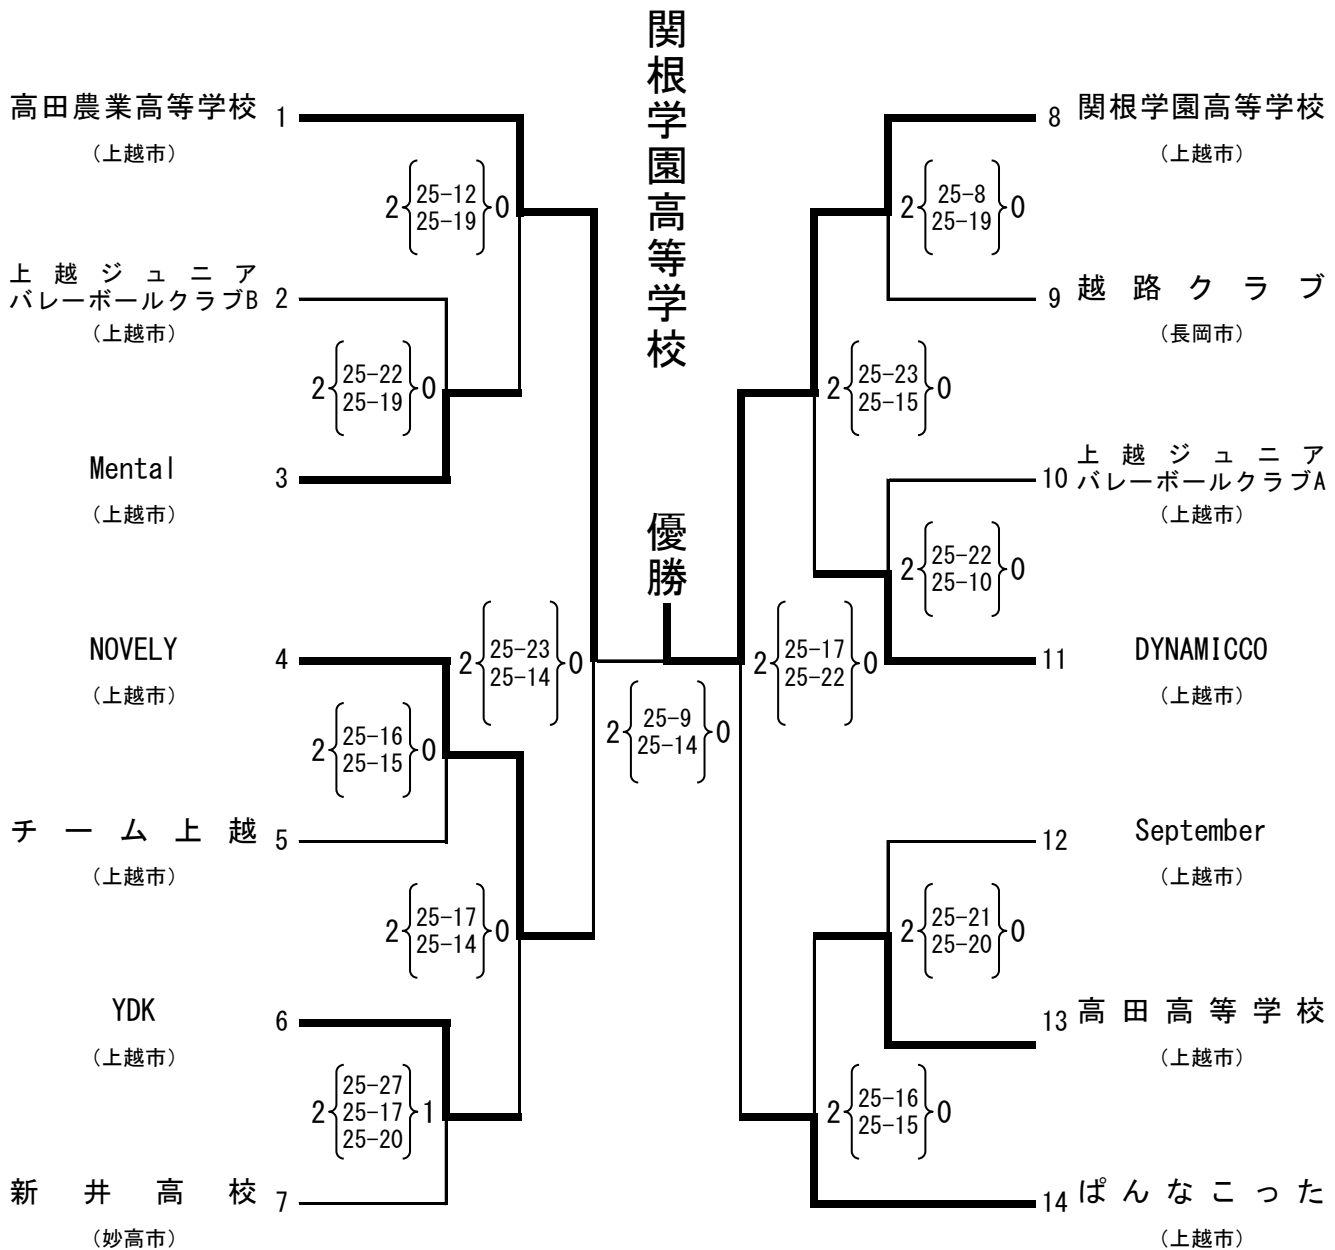 関根学園高等学校
優勝
高田農業高等学校 1
(上越市)
上越ジュニア
バレーボールクラブB 2
(上越市)
Mental 3
(上越市)
NOVELY 4
(上越市)
チーム上越 5
(上越市)
YDK 6
(上越市)
新井高校 7
(妙高市)
2 25-12 0
25-19
2 25-22 0
25-19
2 25-23 0
25-14
2 25-16 0
25-15
2 25-17 0
25-14
25-27
2 25-17 1
25-20
2 25-9 0
25-14
8 関根学園高等学校
(上越市)
9 越路クラブ
(長岡市)
10 上越ジュニア
バレーボールクラブA
(上越市)
11 DYNAMICCO
(上越市)
12 September
(上越市)
13 高田高等学校
(上越市)
14 ぱんなこった
(上越市)
2 25-8 0
25-19
2 25-23 0
25-15
2 25-22 0
25-10
2 25-17 0
25-22
2 25-21 0
25-20
2 25-16 0
25-15